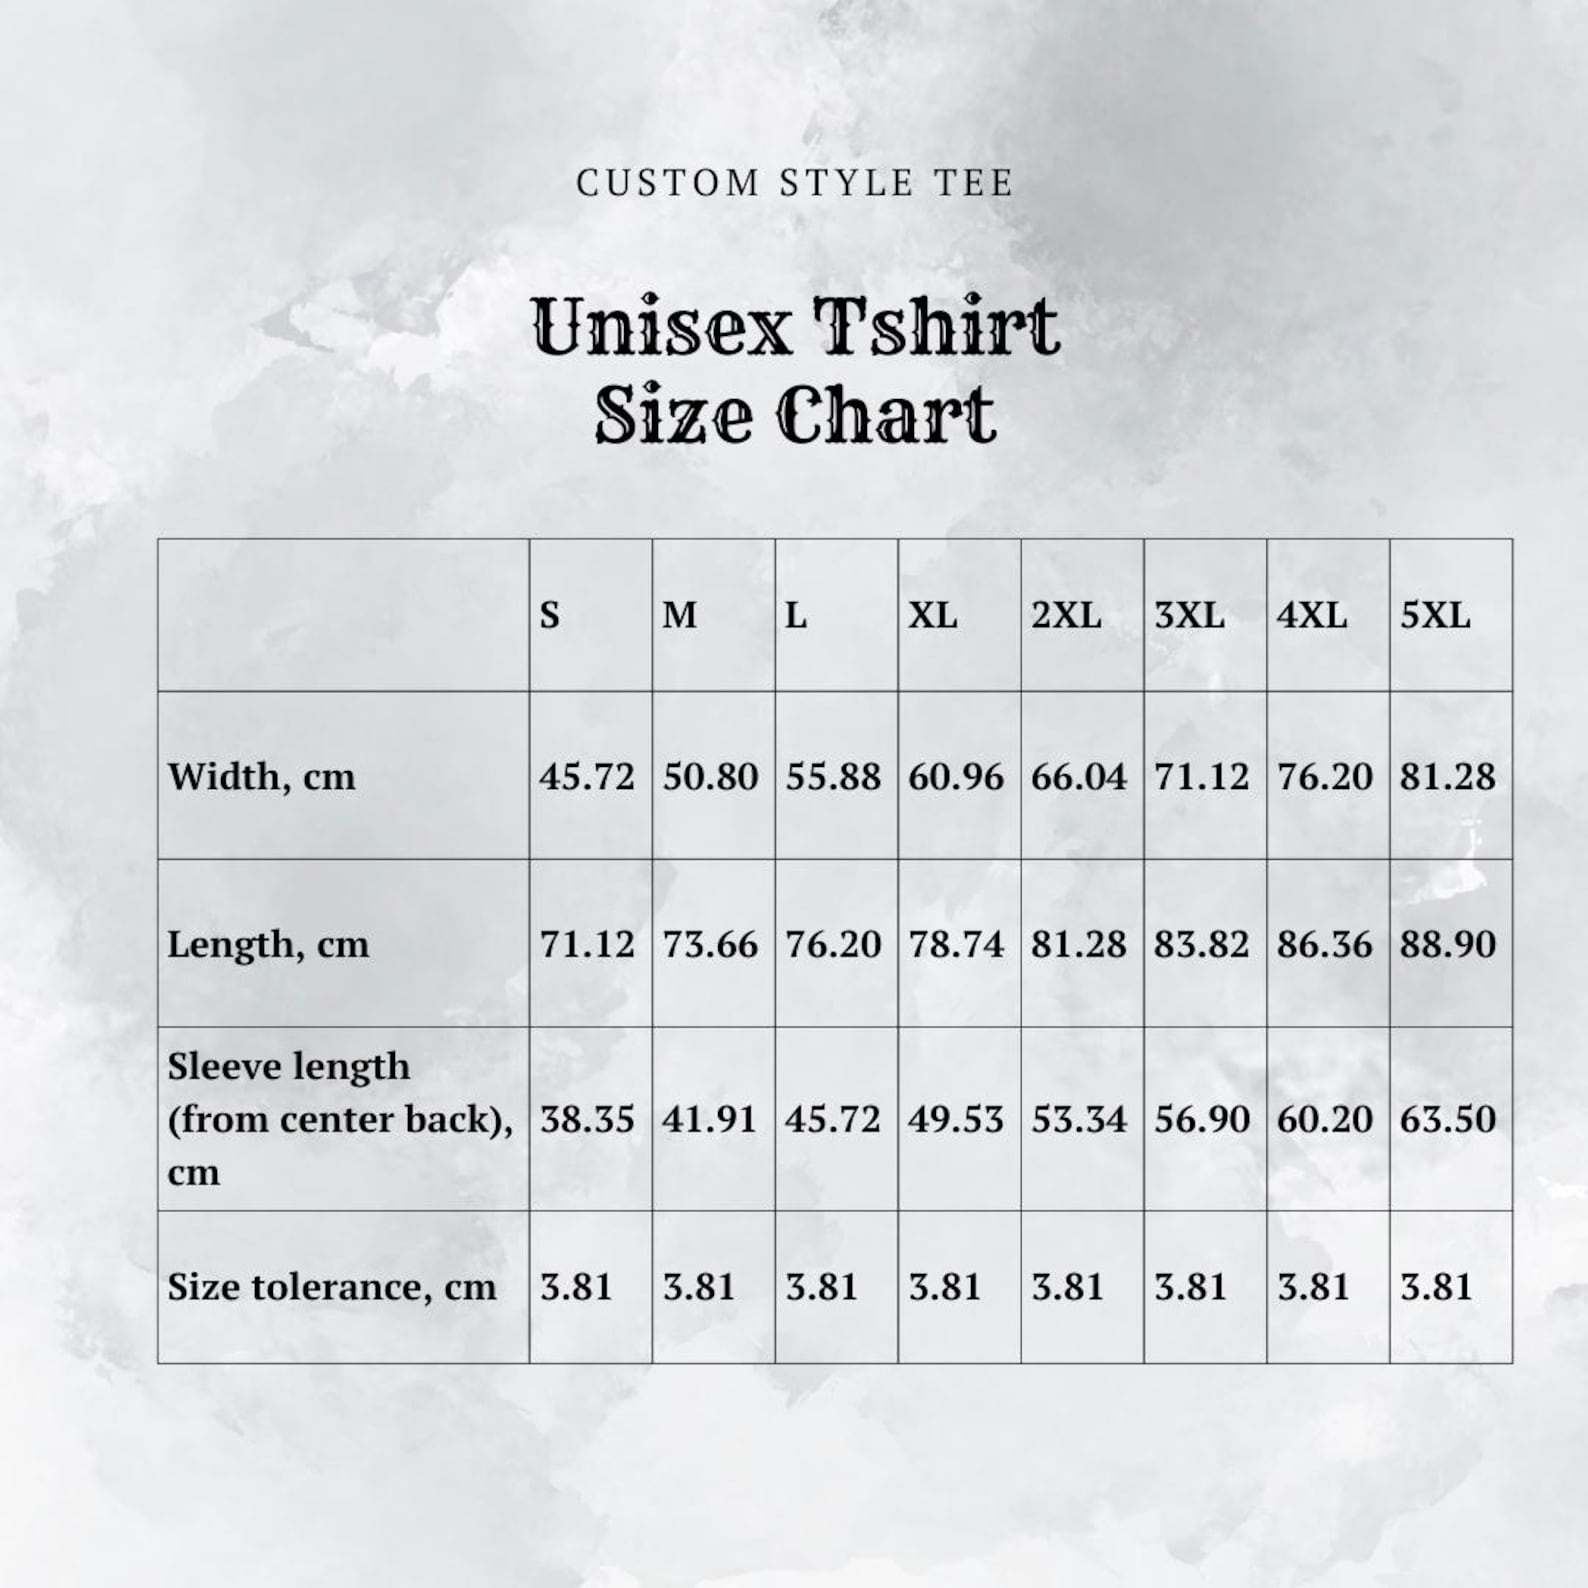 CUSTOM STYLE TEE
Unisex Tshirt
Size Chart
S M L XL 2XL 3XL 4XL 5XL
Width, cm 45.72 50.80 55.88 60.96 66.04 71.12 76.20 81.28
Length, cm 71.12 73.66 76.20 78.74 81.28 83.82 86.36 88.90
Sleeve length
(from center back), 38.35 41.91 45.72 49.53 53.34 56.90 60.20 63.50
cm
Size tolerance, cm 3.81 3.81 3.81 3.81 3.81 3.81 3.81 3.81